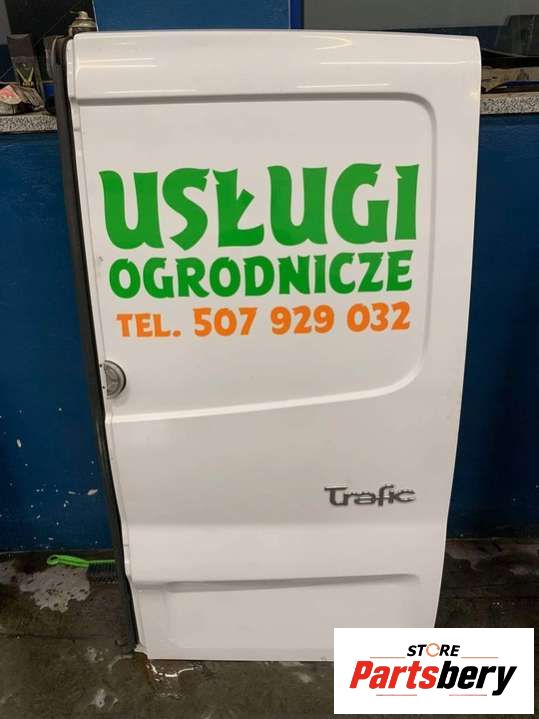 USŁUGI
OGRODNICZE
TEL. 507 929 032
Trafic
STORE
Partsbery